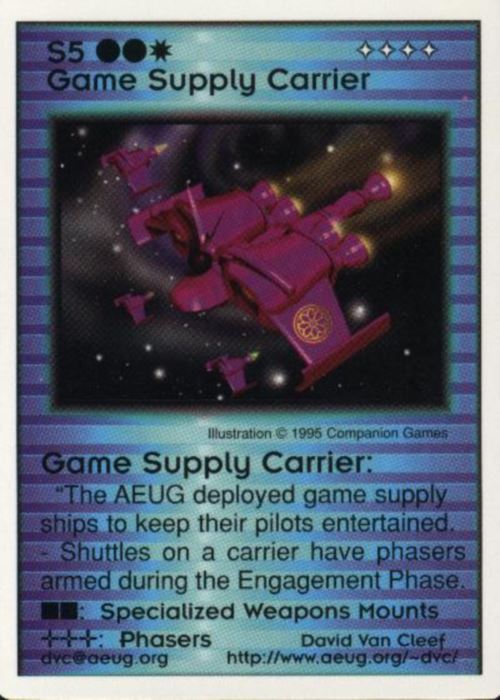 S5
Game Supply Carrier
Illustration © 1995 Companion Games
Game Supply Carrier:
"The AEUG deployed game supply
ships to keep their pilots entertained.
- Shuttles on a carrier have phasers
armed during the Engagement Phase.
: Specialized Weapons Mounts
: Phasers David Van Cleef
dvc@aeug.org http://www.aeug.org/~dvc/